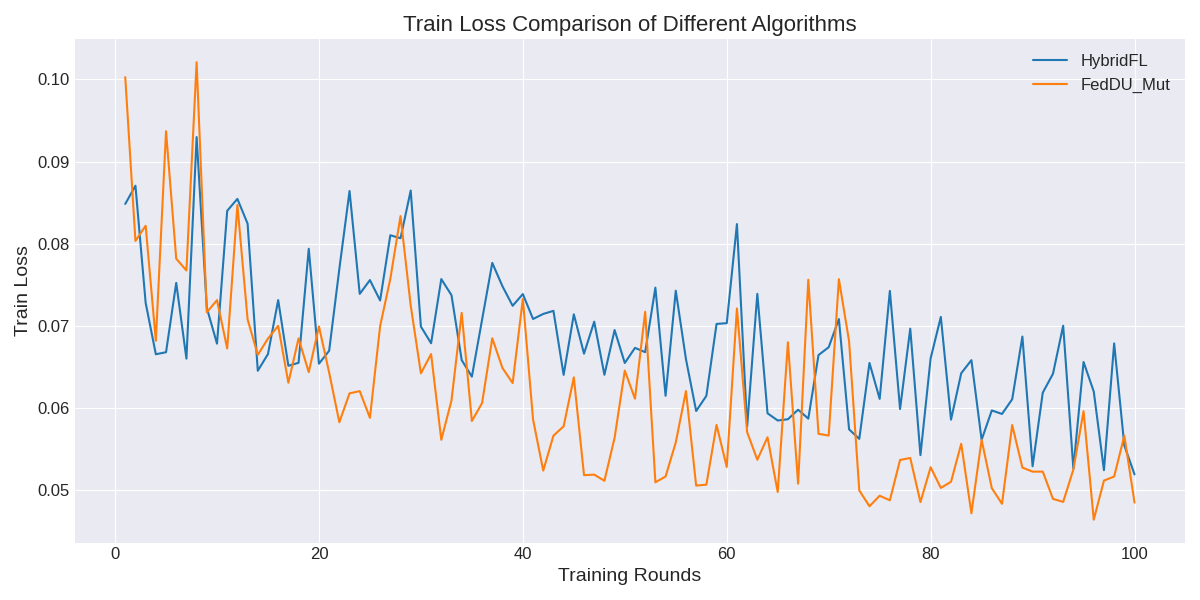 Train Loss Comparison of Different Algorithms
HybridFL
FedDU_Mut
Train Loss
0.10
0.09
0.08
0.07
0.06
0.05
0
20
40
60
80
100
Training Rounds